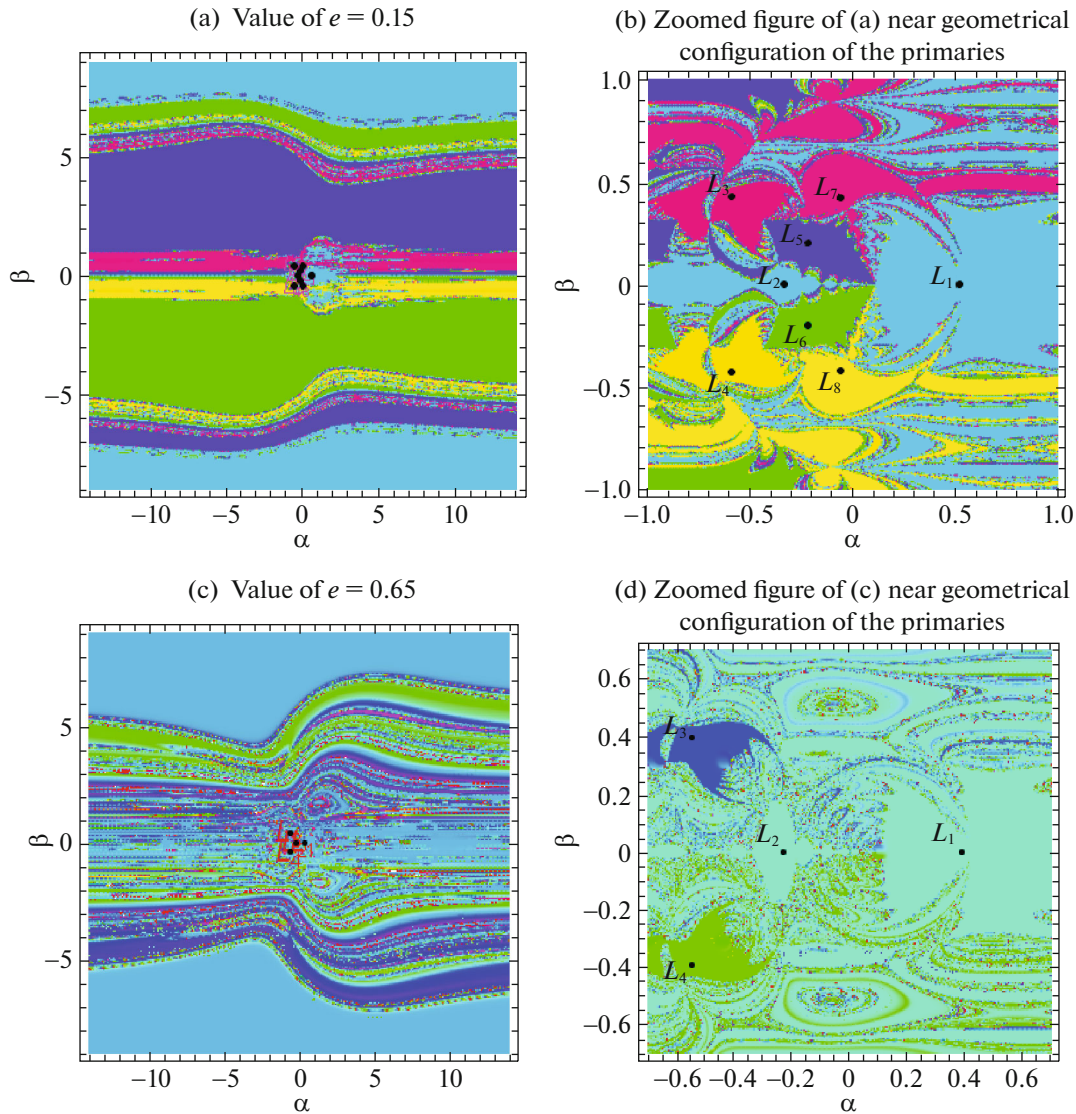 (a) Value of e = 0.15
5
0
−5
β
−10 −5 0 5 10
α
(b) Zoomed figure of (a) near geometrical
configuration of the primaries
1.0
0.5
0
−0.5
−1.0
β
L3
L7
L5
L2
L1
L6
L4
L8
−1.0 −0.5 0 0.5 1.0
α
(c) Value of e = 0.65
5
0
−5
β
−10 −5 0 5 10
α
(d) Zoomed figure of (c) near geometrical
configuration of the primaries
0.6
0.4
0.2
0
−0.2
−0.4
−0.6
β
L3
L2
L1
L4
−0.6 −0.4 −0.2 0 0.2 0.4 0.6
α